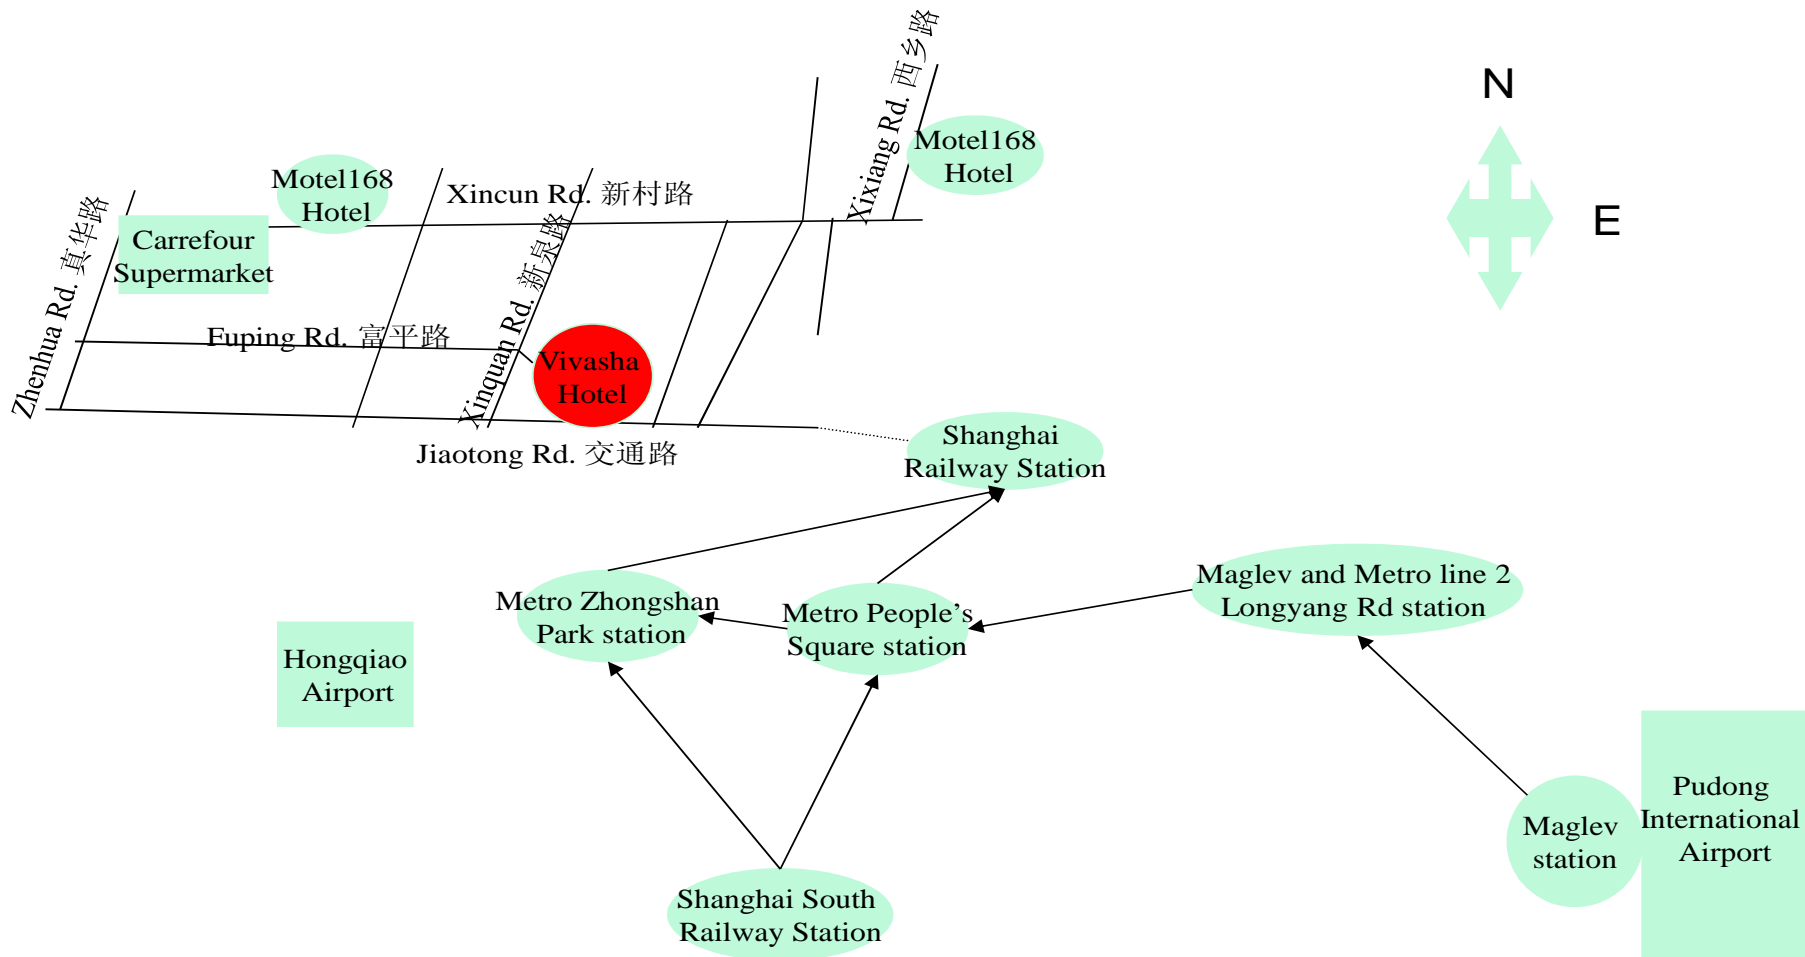 Xixiang Rd. 西乡路
N
Motel168
Hotel
Motel168
Hotel
Xincun Rd. 新村路
E
Zhenhua Rd. 真华路
Carrefour
Supermarket
Xinquan Rd. 新泉路
Fuping Rd. 富平路
Vivasha
Hotel
Jiaotong Rd. 交通路
Shanghai
Railway Station
Metro Zhongshan
Park station
Metro People’s
Square station
Maglev and Metro line 2
Longyang Rd station
Hongqiao
Airport
Maglev
station
Pudong
International
Airport
Shanghai South
Railway Station